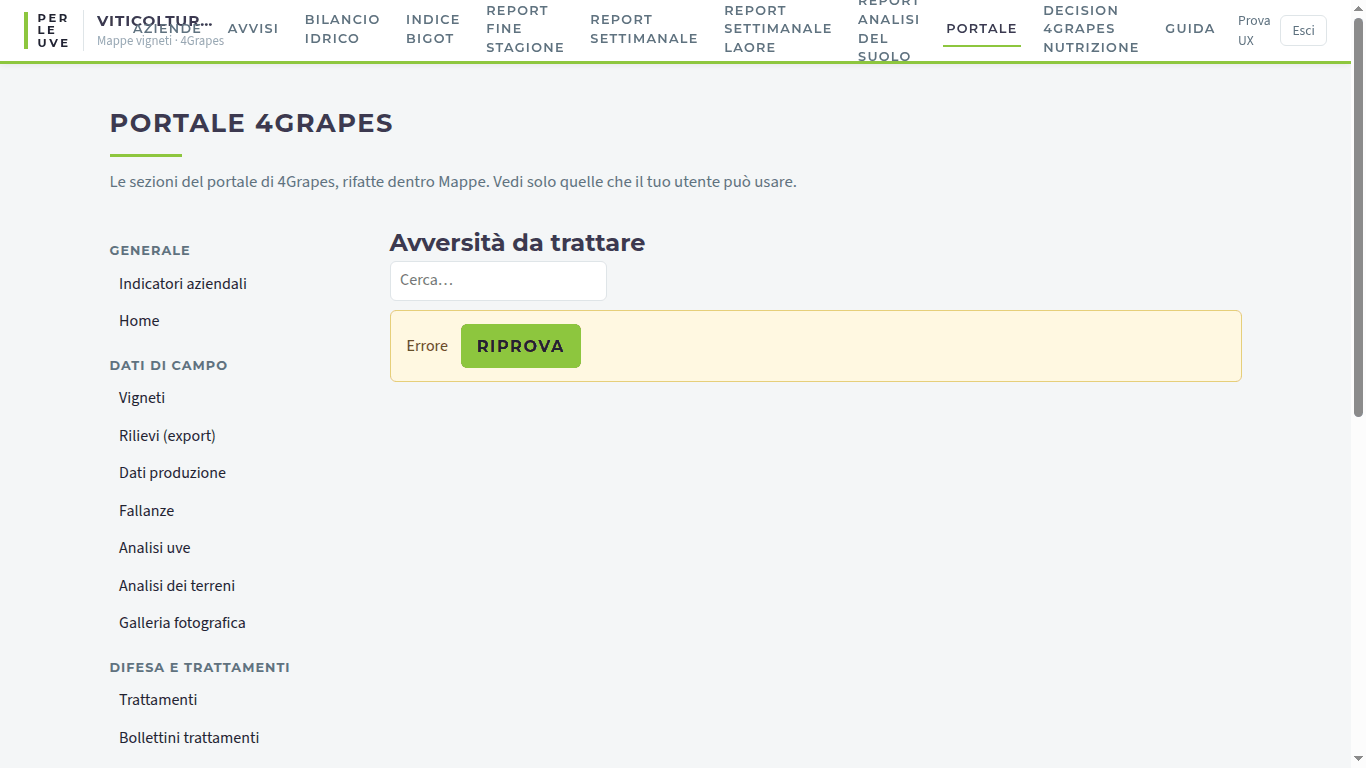 PER
LE
UVE
VITICOLTUR...
Mappe vigneti · 4Grapes
AZIENDE
AVVISI
BILANCIO
IDRICO
INDICE
BIGOT
REPORT
FINE
STAGIONE
REPORT
SETTIMANALE
REPORT
SETTIMANALE
LAORE
REPORT
ANALISI
DEL
SUOLO
PORTALE
DECISION
4GRAPES
NUTRIZIONE
GUIDA
Prova
UX
Esci
PORTALE 4GRAPES
Le sezioni del portale di 4Grapes, rifatte dentro Mappe. Vedi solo quelle che il tuo utente può usare.
GENERALE
Indicatori aziendali
Home
DATI DI CAMPO
Vigneti
Rilievi (export)
Dati produzione
Fallanze
Analisi uve
Analisi dei terreni
Galleria fotografica
DIFESA E TRATTAMENTI
Trattamenti
Bollettini trattamenti
Avversità da trattare
Cerca...
Errore
RIPROVA